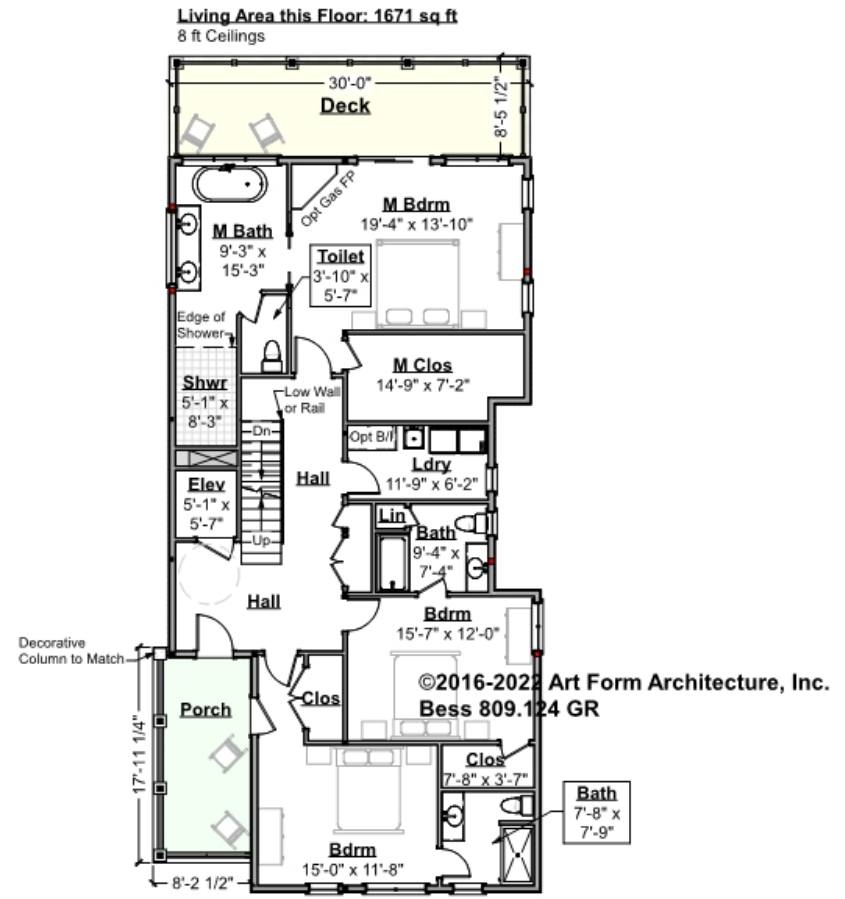 Living Area this Floor: 1671 sq ft
8 ft Ceilings
30'-0"
Deck
8'-5 1/2"
Opt Gas FP
M Bdrm
19'-4" x 13'-10"
M Bath
9'-3" x
15'-3"
Toilet
3'-10" x
5'-7"
Edge of
Shower
M Clos
14'-9" x 7'-2"
Shwr
5'-1" x
8'-3"
Low Wall
or Rail
Dn
Opt B/I
Ldry
11'-9" x 6'-2"
Hall
Elev
5'-1" x
5'-7"
Lin
Bath
9'-4" x
7'-4"
Up
Hall
Bdrm
15'-7" x 12'-0"
Decorative
Column to Match
©2016-2022 Art Form Architecture, Inc.
Bess 809.124 GR
Clos
Porch
17'-11 1/4"
Clos
7'-8" x 3'-7"
Bath
7'-8" x
7'-9"
Bdrm
15'-0" x 11'-8"
8'-2 1/2"